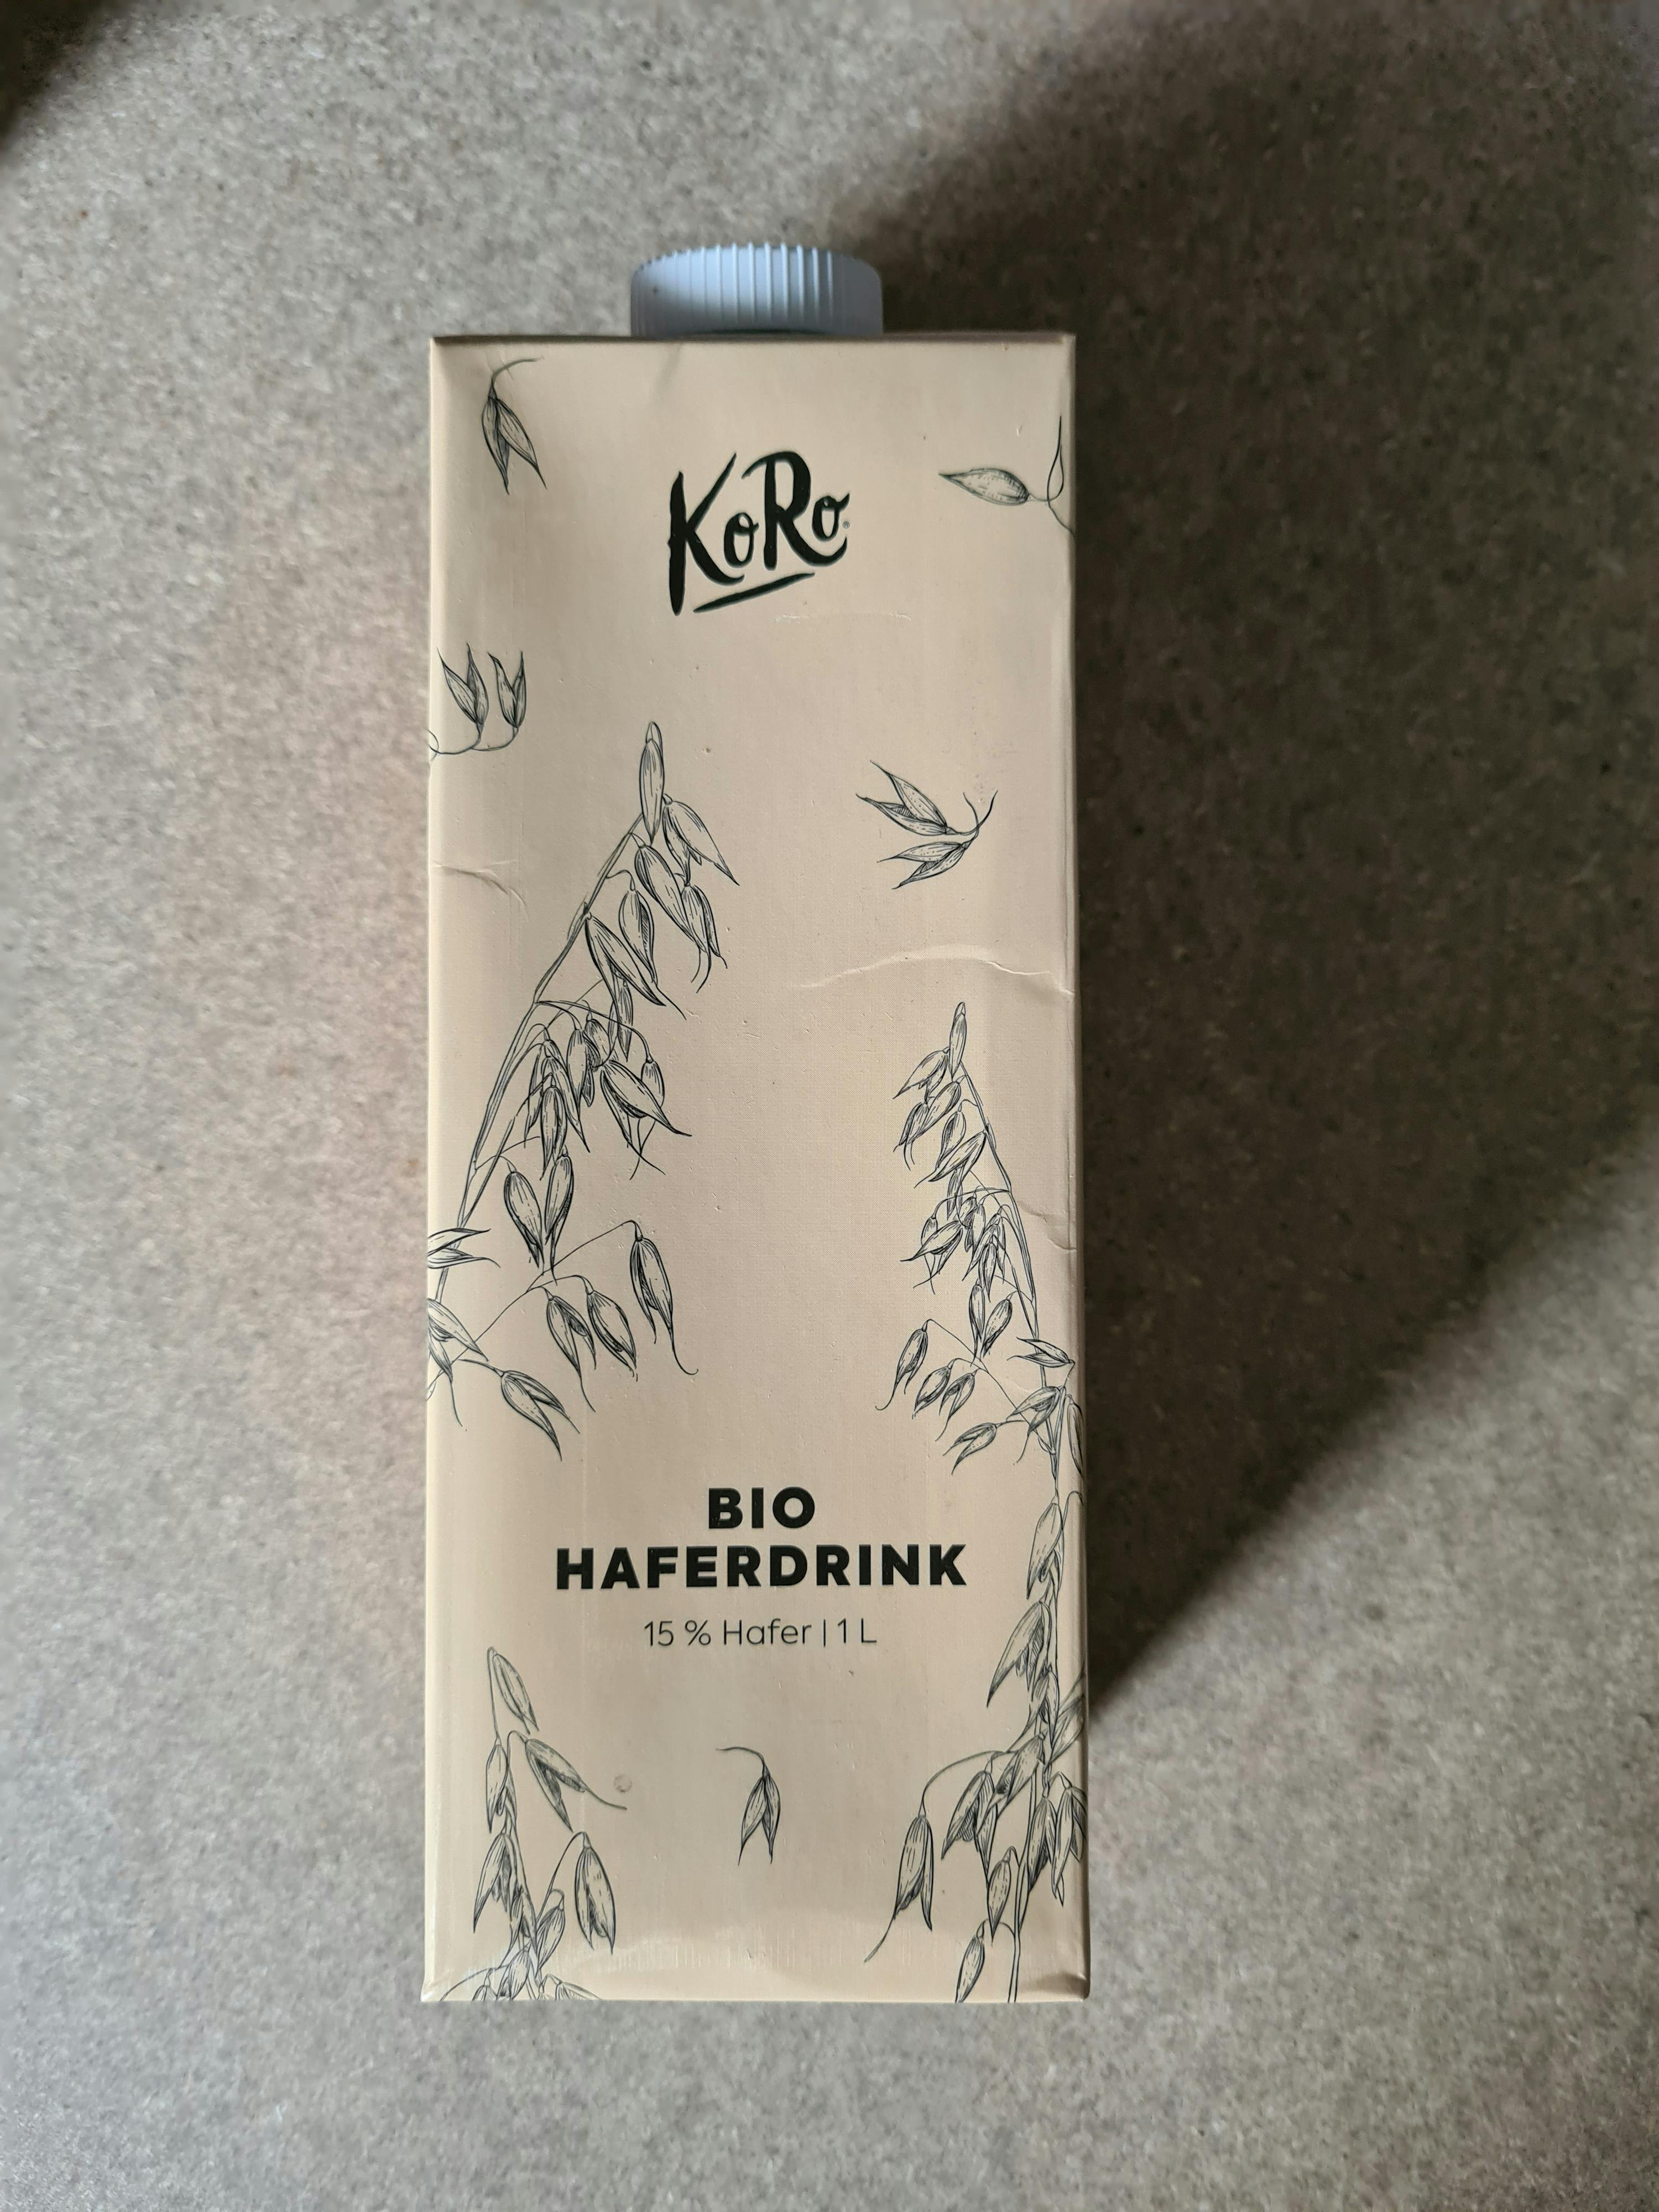 KoRo
BIO
HAFERDRINK
15 % Hafer | 1 L